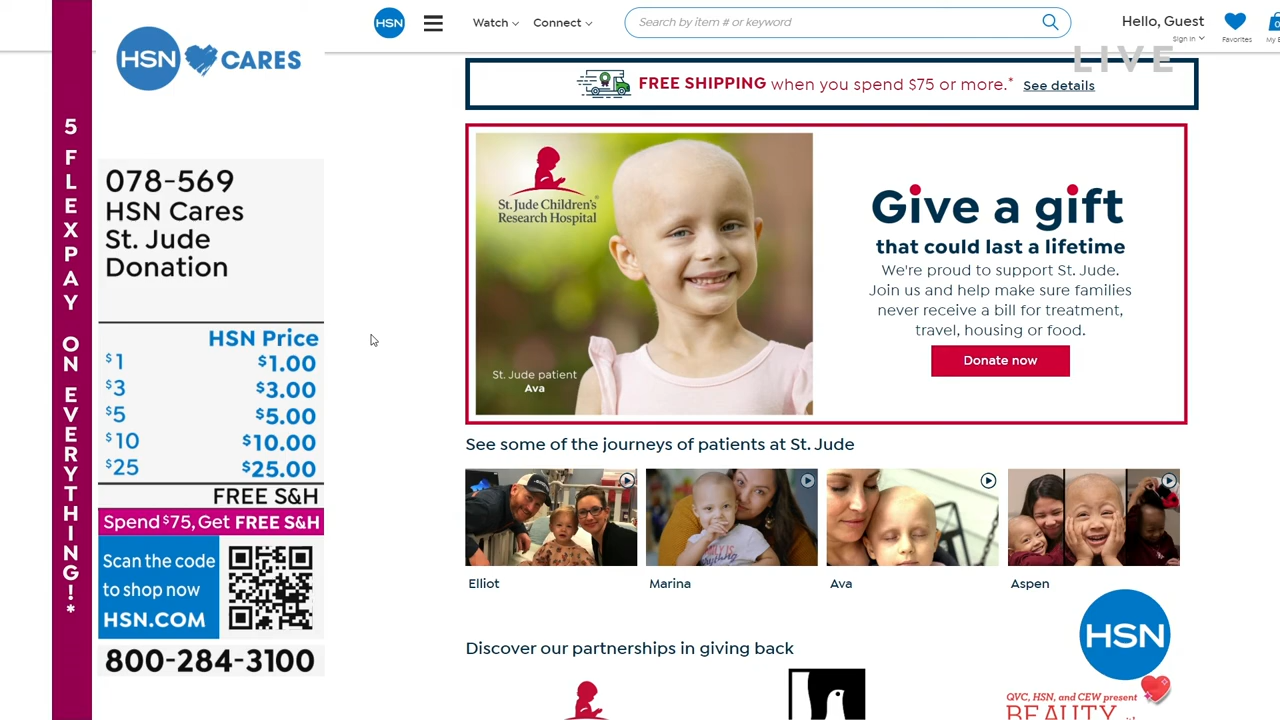 5 FLEXPAY ON EVERYTHING!*
HSN CARES
078-569
HSN Cares
St. Jude
Donation
HSN Price
$1 $1.00
$3 $3.00
$5 $5.00
$10 $10.00
$25 $25.00
FREE S&H
Spend $75, Get FREE S&H
Scan the code
to shop now
HSN.COM
800-284-3100
HSN
Watch
Connect
Search by item # or keyword
Hello, Guest
Sign In
Favorites
LIVE
FREE SHIPPING when you spend $75 or more.* See details
St. Jude Children's
Research Hospital
St. Jude patient
Ava
Give a gift
that could last a lifetime
We're proud to support St. Jude.
Join us and help make sure families
never receive a bill for treatment,
travel, housing or food.
Donate now
See some of the journeys of patients at St. Jude
Elliot
Marina
Ava
Aspen
Discover our partnerships in giving back
HSN
QVC, HSN, and CEW present
BEAUTY